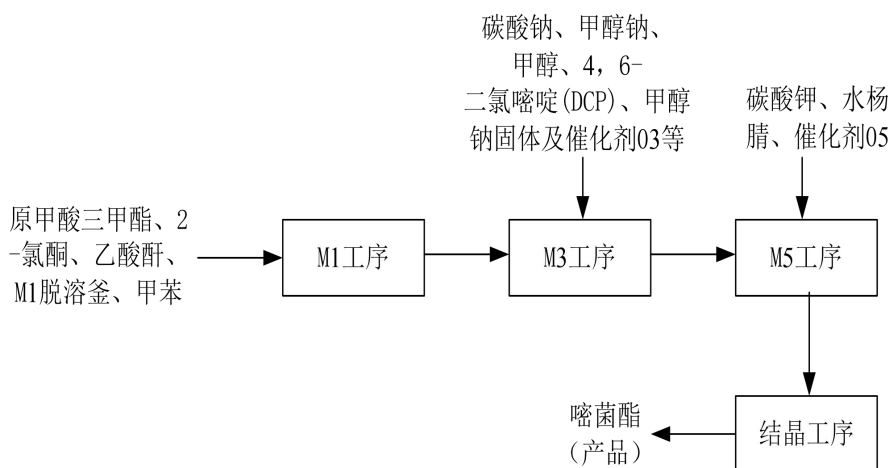 碳酸钠、甲醇钠、
甲醇、4，6-
二氯嘧啶(DCP)、甲醇
钠固体及催化剂03等
碳酸钾、水杨
腈、催化剂05
原甲酸三甲酯、2
-氯酮、乙酸酐、
M1脱溶釜、甲苯
M1工序
M3工序
M5工序
嘧菌酯
（产品）
结晶工序